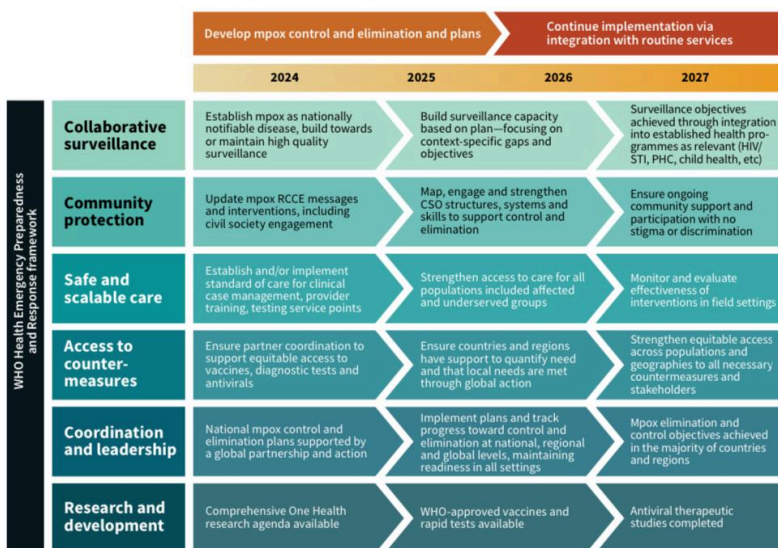 Develop mpox control and elimination and plans
Continue implementation via
integration with routine services
2024
2025
2026
2027
WHO Health Emergency Preparedness
and Response framework
Collaborative
surveillance
Establish mpox as nationally
notifiable disease, build towards
or maintain high quality
surveillance
Build surveillance capacity
based on plan—focusing on
context-specific gaps and
objectives
Surveillance objectives
achieved through integration
into established health pro-
grammes as relevant (HIV/
STI, PHC, child health, etc)
Community
protection
Update mpox RCCE messages
and interventions, including
civil society engagement
Map, engage and strengthen
CSO structures, systems and
skills to support control and
elimination
Ensure ongoing
community support and
participation with no
stigma or discrimination
Safe and
scalable care
Establish and/or implement
standard of care for clinical
case management, provider
training, testing service points
Strengthen access to care for all
populations included affected
and underserved groups
Monitor and evaluate
effectiveness of
interventions in field settings
Access to
counter-
measures
Ensure partner coordination to
support equitable access to
vaccines, diagnostic tests and
antivirals
Ensure countries and regions
have support to quantify need
and that local needs are met
through global action
Strengthen equitable access
across populations and
geographies to all necessary
countermeasures and
stakeholders
Coordination
and leadership
National mpox control and
elimination plans supported by
a global partnership and action
Implement plans and track
progress toward control and
elimination at national, regional
and global levels, maintaining
readiness in all settings
Mpox elimination and
control objectives achieved
in the majority of countries
and regions
Research and
development
Comprehensive One Health
research agenda available
WHO-approved vaccines and
rapid tests available
Antiviral therapeutic
studies completed